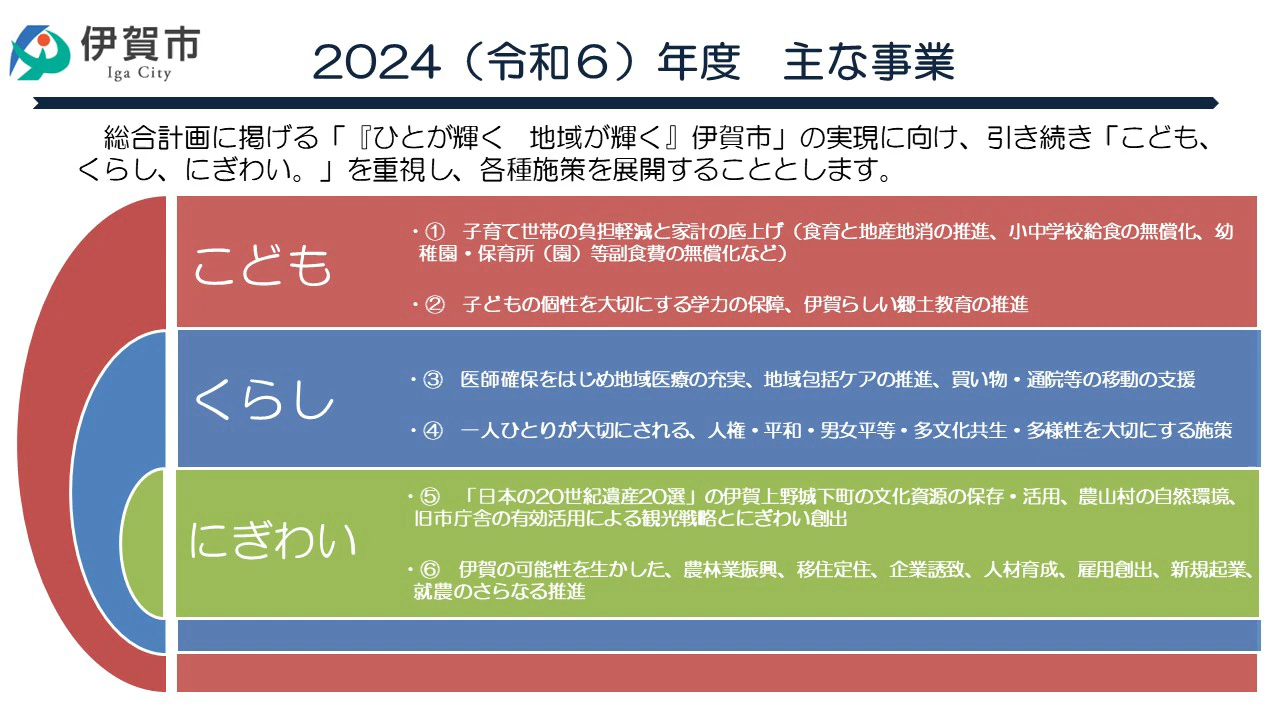 伊賀市
Iga City
2024（令和６）年度　主な事業
総合計画に掲げる「『ひとが輝く　地域が輝く』伊賀市」の実現に向け、引き続き「こども、
くらし、にぎわい。」を重視し、各種施策を展開することとします。
こども
・①　子育て世帯の負担軽減と家計の底上げ（食育と地産地消の推進、小中学校給食の無償化、幼
稚園・保育所（園）等副食費の無償化など）
・②　子どもの個性を大切にする学力の保障、伊賀らしい郷土教育の推進
くらし
・③　医師確保をはじめ地域医療の充実、地域包括ケアの推進、買い物・通院等の移動の支援
・④　一人ひとりが大切にされる、人権・平和・男女平等・多文化共生・多様性を大切にする施策
にぎわい
・⑤　「日本の20世紀遺産20選」の伊賀上野城下町の文化資源の保存・活用、農山村の自然環境、
旧市庁舎の有効活用による観光戦略とにぎわい創出
・⑥　伊賀の可能性を生かした、農林業振興、移住定住、企業誘致、人材育成、雇用創出、新規起業、
就農のさらなる推進